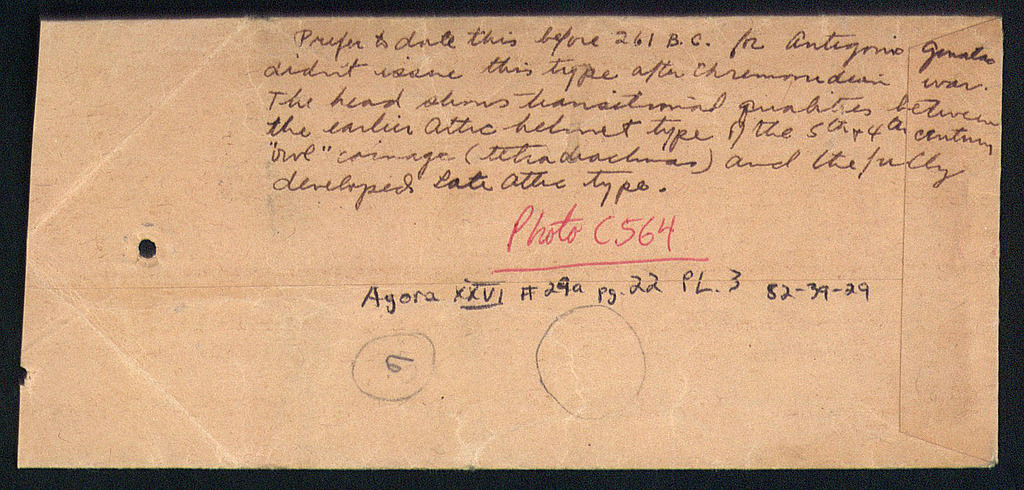 Prefer to date this before 261 B.C. for Antigonos Gonatas
didn't issue this type after Chremonidean war.
The head shows transitional qualities between
the earlier Attic helmet type of the 5th + 4th century
"owl" coinage (tetradrachmas) and the fully
developed Late Attic type.
Photo C564
Agora XXVI # 29a pg. 22 PL. 3 82-39-29
6